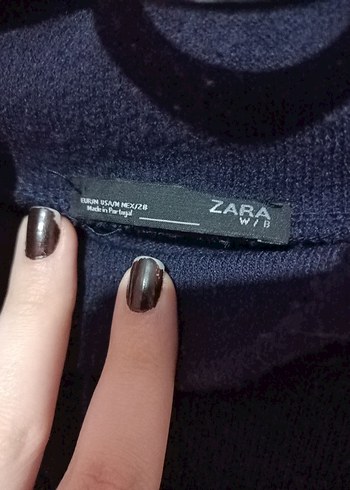 EUR/M USA/M MEX/28
Made in Portugal
ZARA
W/B